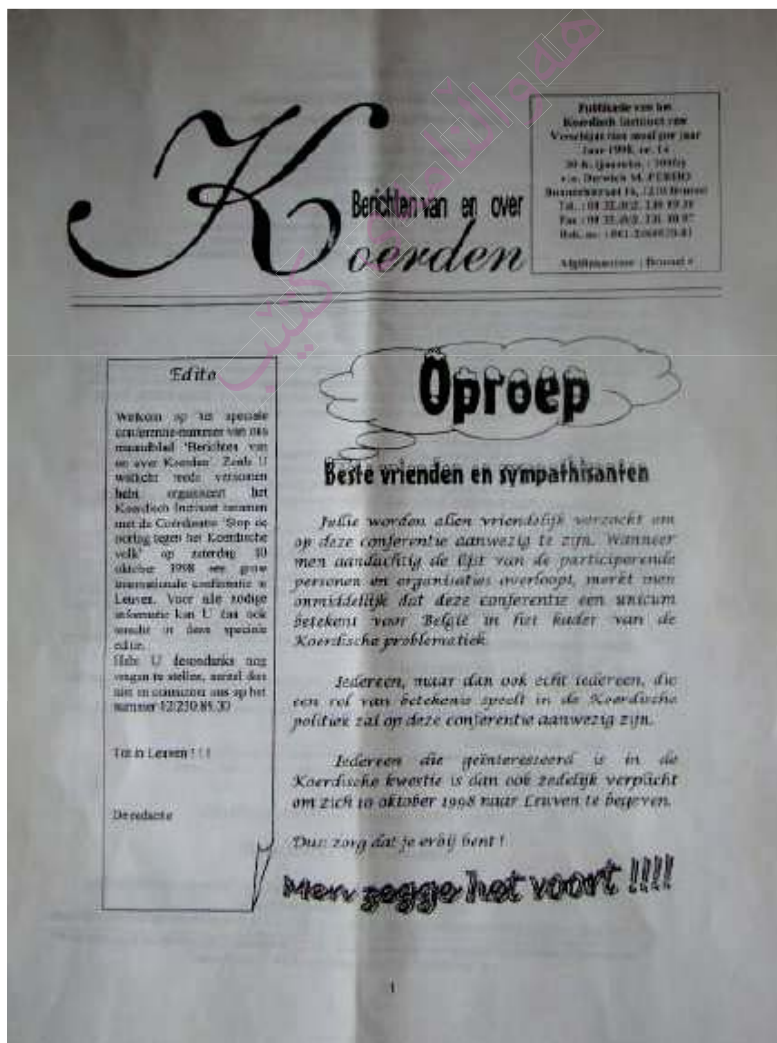 Berichten van en over
Koerden
Publicatie van het
Koerdisch Instituut vzw
Verschijnt tien maal per jaar
Jaar 1998, nr. 14
v.u. Derwich M. FERHO
Edito
Welkom op het speciale
conferentie-nummer van ons
maandblad 'Berichten van
en over Koerden'. Zoals U
wellicht reeds vernomen
hebt, organiseert het
Koerdisch Instituut tesamen
met de Coördinatie 'Stop de
oorlog tegen het Koerdische
volk' op zaterdag 10
oktober 1998 een grote
internationale conferentie te
Leuven. Voor alle nodige
informatie kan U dan ook
terecht in deze speciale
editie.
Hebt U desondanks nog
vragen te stellen, aarzel dan
niet en contacteer ons op het
nummer
Tot in Leuven ! ! !
De redactie
Oproep
Beste vrienden en sympathisanten
Jullie worden allen vriendelijk verzocht om
op deze conferentie aanwezig te zijn. Wanneer
men aandachtig de lijst van de participerende
personen en organisaties overloopt, merkt men
onmiddellijk dat deze conferentie een unicum
betekent voor België in het kader van de
Koerdische problematiek.
Iedereen, maar dan ook echt iedereen, die
een rol van betekenis speelt in de Koerdische
politiek zal op deze conferentie aanwezig zijn.
Iedereen die geïnteresseerd is in de
Koerdische kwestie is dan ook zedelijk verplicht
om zich 10 oktober 1998 naar Leuven te begeven.
Dus: zorg dat je erbij bent !
Men zegge het voort !!!!
1